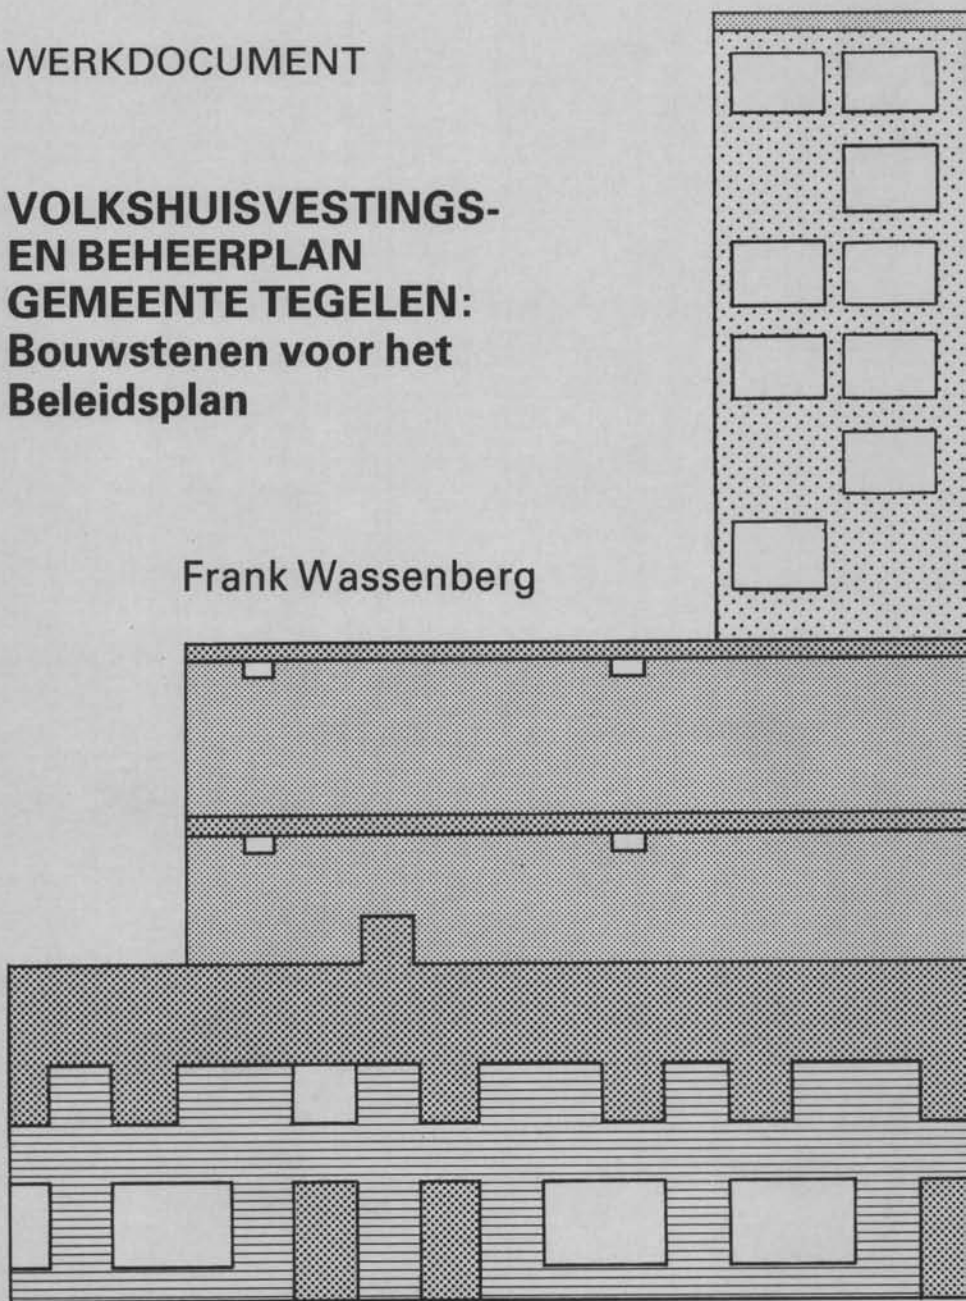 WERKDOCUMENT
VOLKSHUISVESTINGS-
EN BEHEERPLAN
GEMEENTE TEGELEN:
Bouwstenen voor het
Beleidsplan
Frank Wassenberg